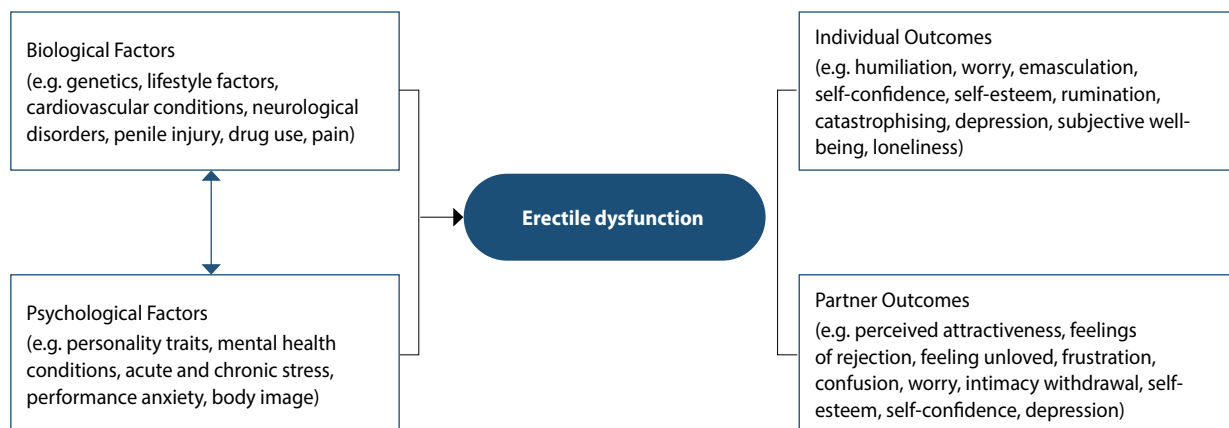 Biological Factors
(e.g. genetics, lifestyle factors,
cardiovascular conditions, neurological
disorders, penile injury, drug use, pain)
Psychological Factors
(e.g. personality traits, mental health
conditions, acute and chronic stress,
performance anxiety, body image)
Erectile dysfunction
Individual Outcomes
(e.g. humiliation, worry, emasculation,
self-confidence, self-esteem, rumination,
catastrophising, depression, subjective well-
being, loneliness)
Partner Outcomes
(e.g. perceived attractiveness, feelings
of rejection, feeling unloved, frustration,
confusion, worry, intimacy withdrawal, self-
esteem, self-confidence, depression)